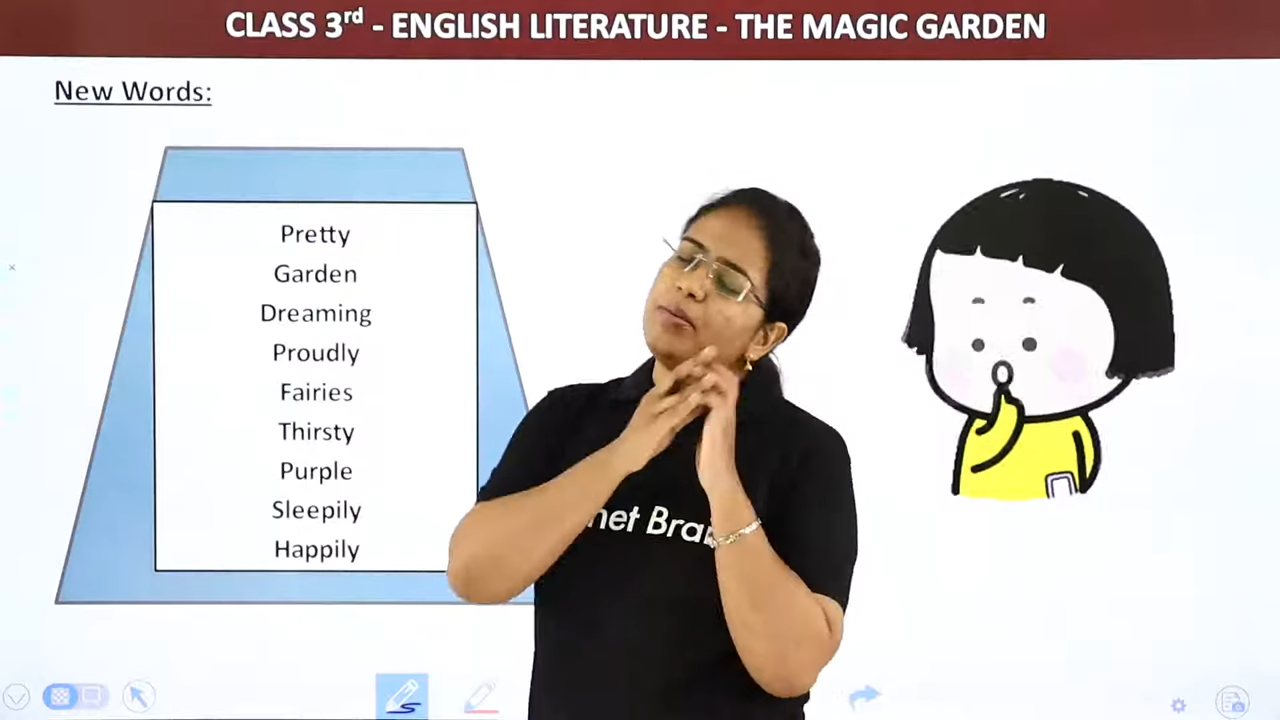 CLASS 3rd - ENGLISH LITERATURE - THE MAGIC GARDEN
New Words:
Pretty
Garden
Dreaming
Proudly
Fairies
Thirsty
Purple
Sleepily
Happily